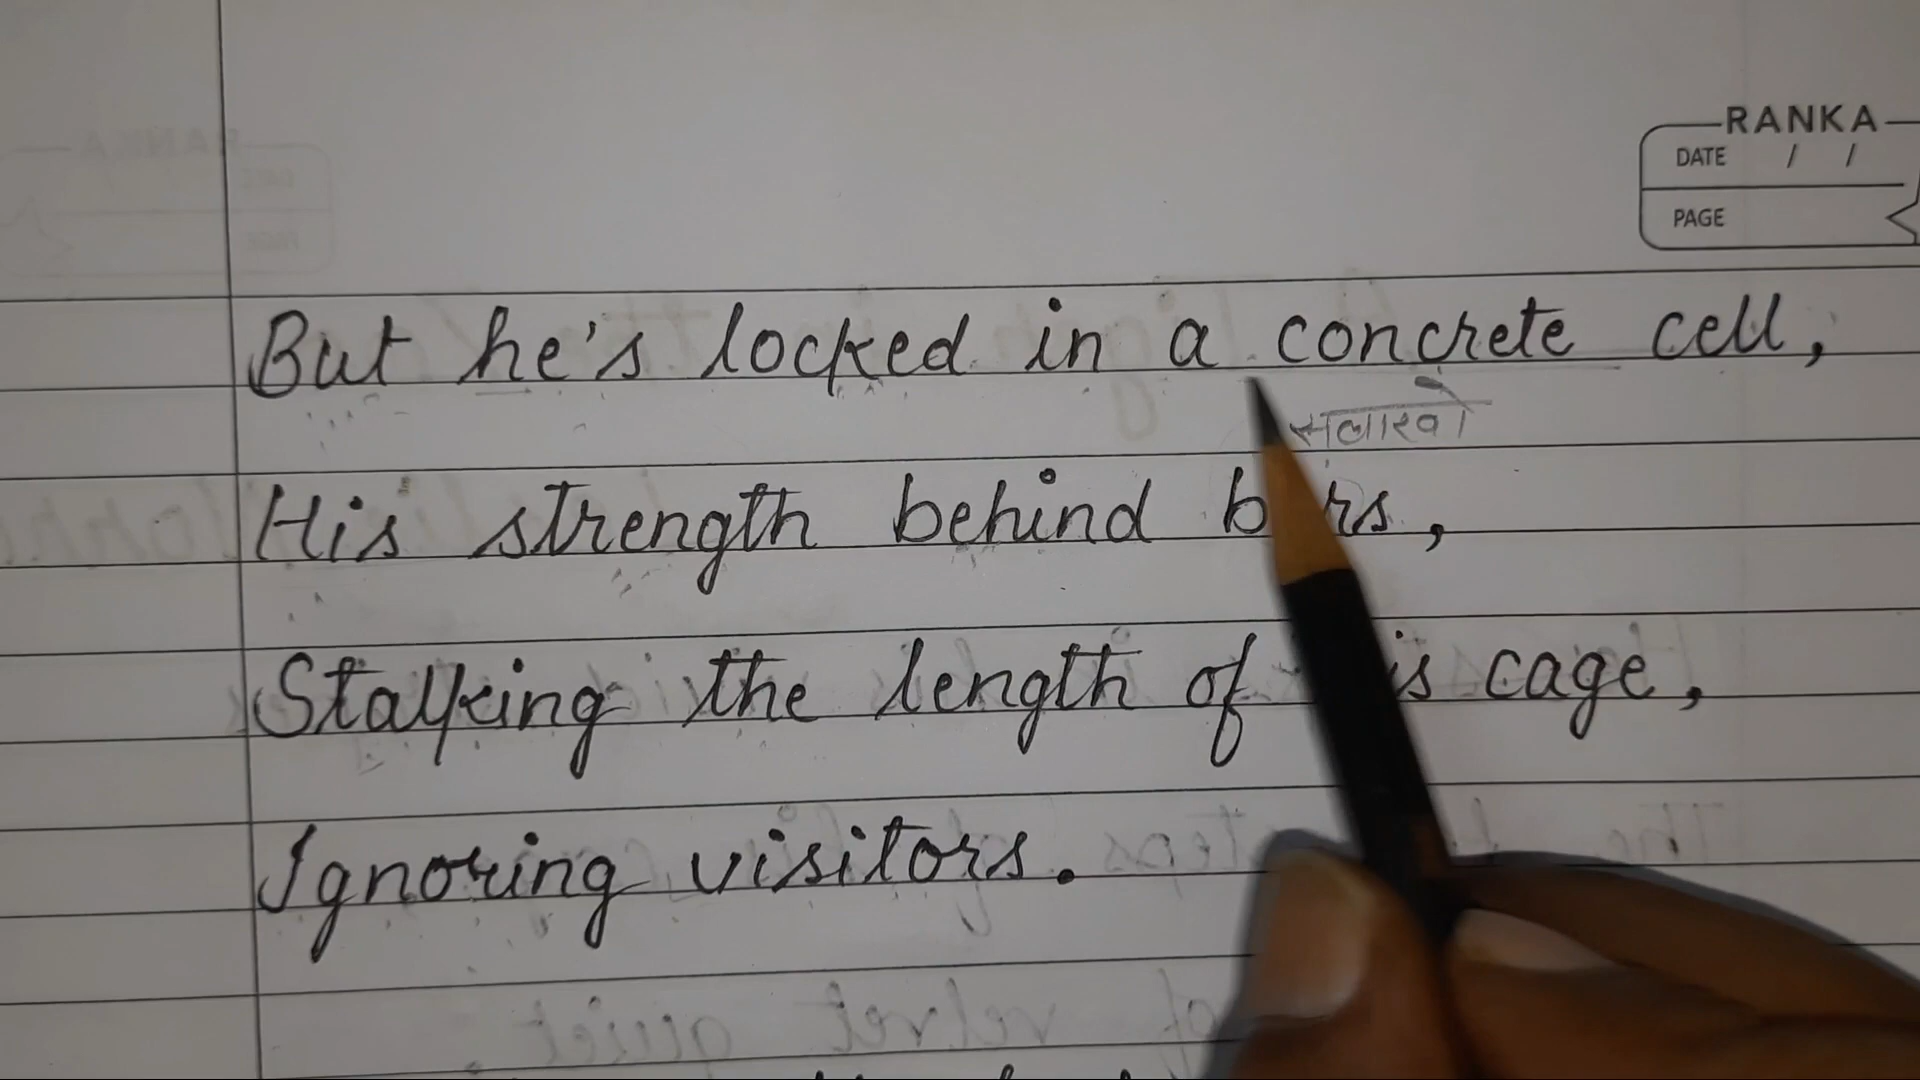 RANKA
DATE / /
PAGE
But he's locked in a concrete cell,
सलाखो
His strength behind
Stalking the length of cage,
Ignoring visitors.